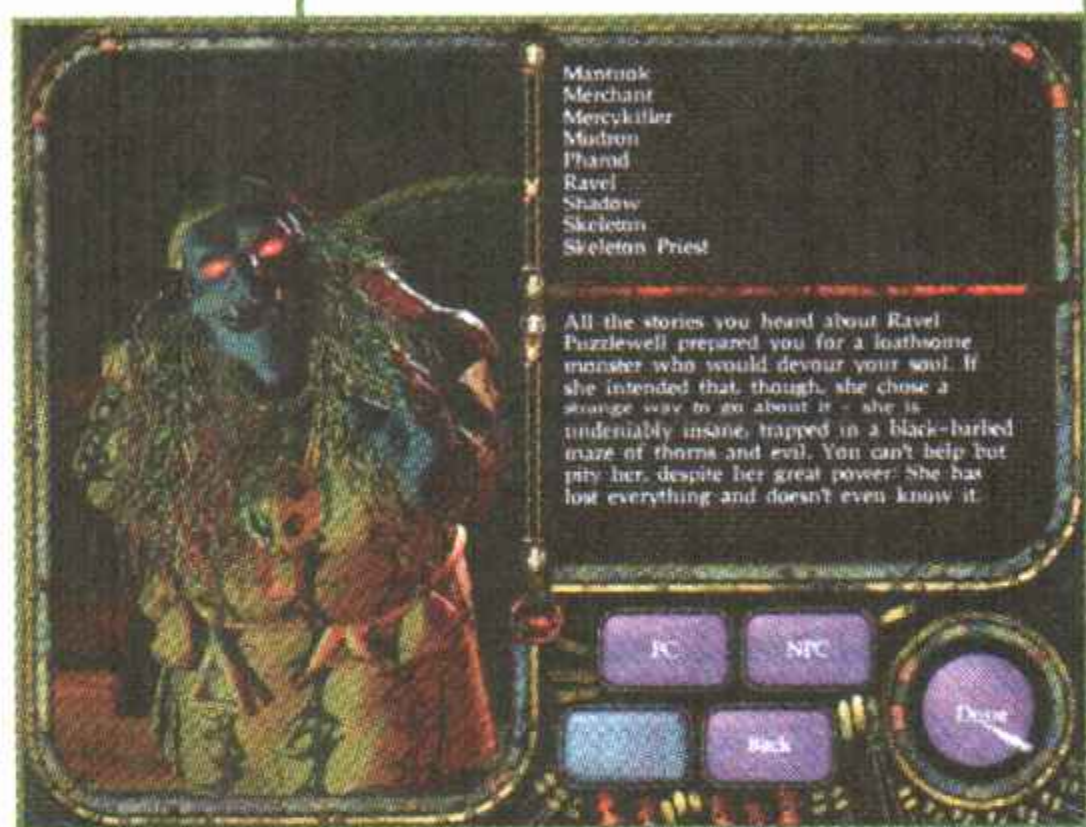 Mantuok
Merchant
Mercykiller
Mudron
Pharod
Ravel
Shadow
Skeleton
Skeleton Priest
All the stories you heard about Ravel
Puzzlewell prepared you for a loathsome
monster who would devour your soul. If
she intended that, though, she chose a
strange way to go about it - she is
undeniably insane, trapped in a black-barbed
maze of thorns and evil. You can't help but
pity her, despite her great power. She has
lost everything and doesn't even know it.
PC
NPC
Back
Done